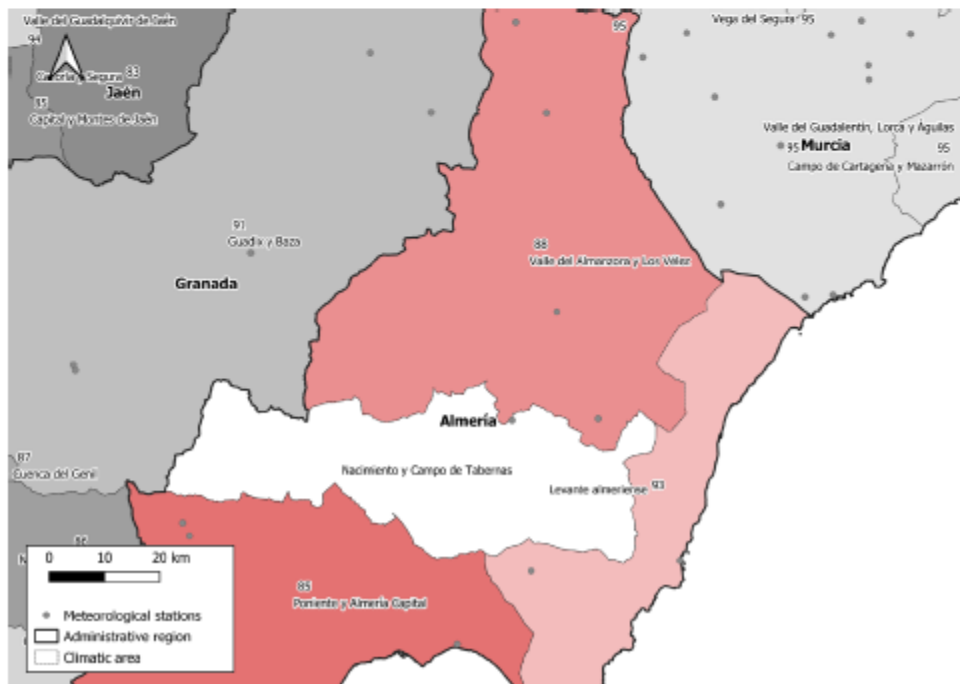 Valle del Guadalquivir de Jaén
94
83
Jaén
Capital y Montes de Jaén
95
Vega del Segura 95
Valle del Guadalentín, Lorca y Águilas
95 Murcia
95
Campo de Cartagena y Mazarrón
91
Guadix y Baza
Granada
88
Valle del Almanzora y Los Vélez
Almería
Nacimiento y Campo de Tabernas
Levante almeriense 93
87
Cuenca del Genil
85
Poniente y Almería Capital
0 10 20 km
Meteorological stations
Administrative region
Climatic area